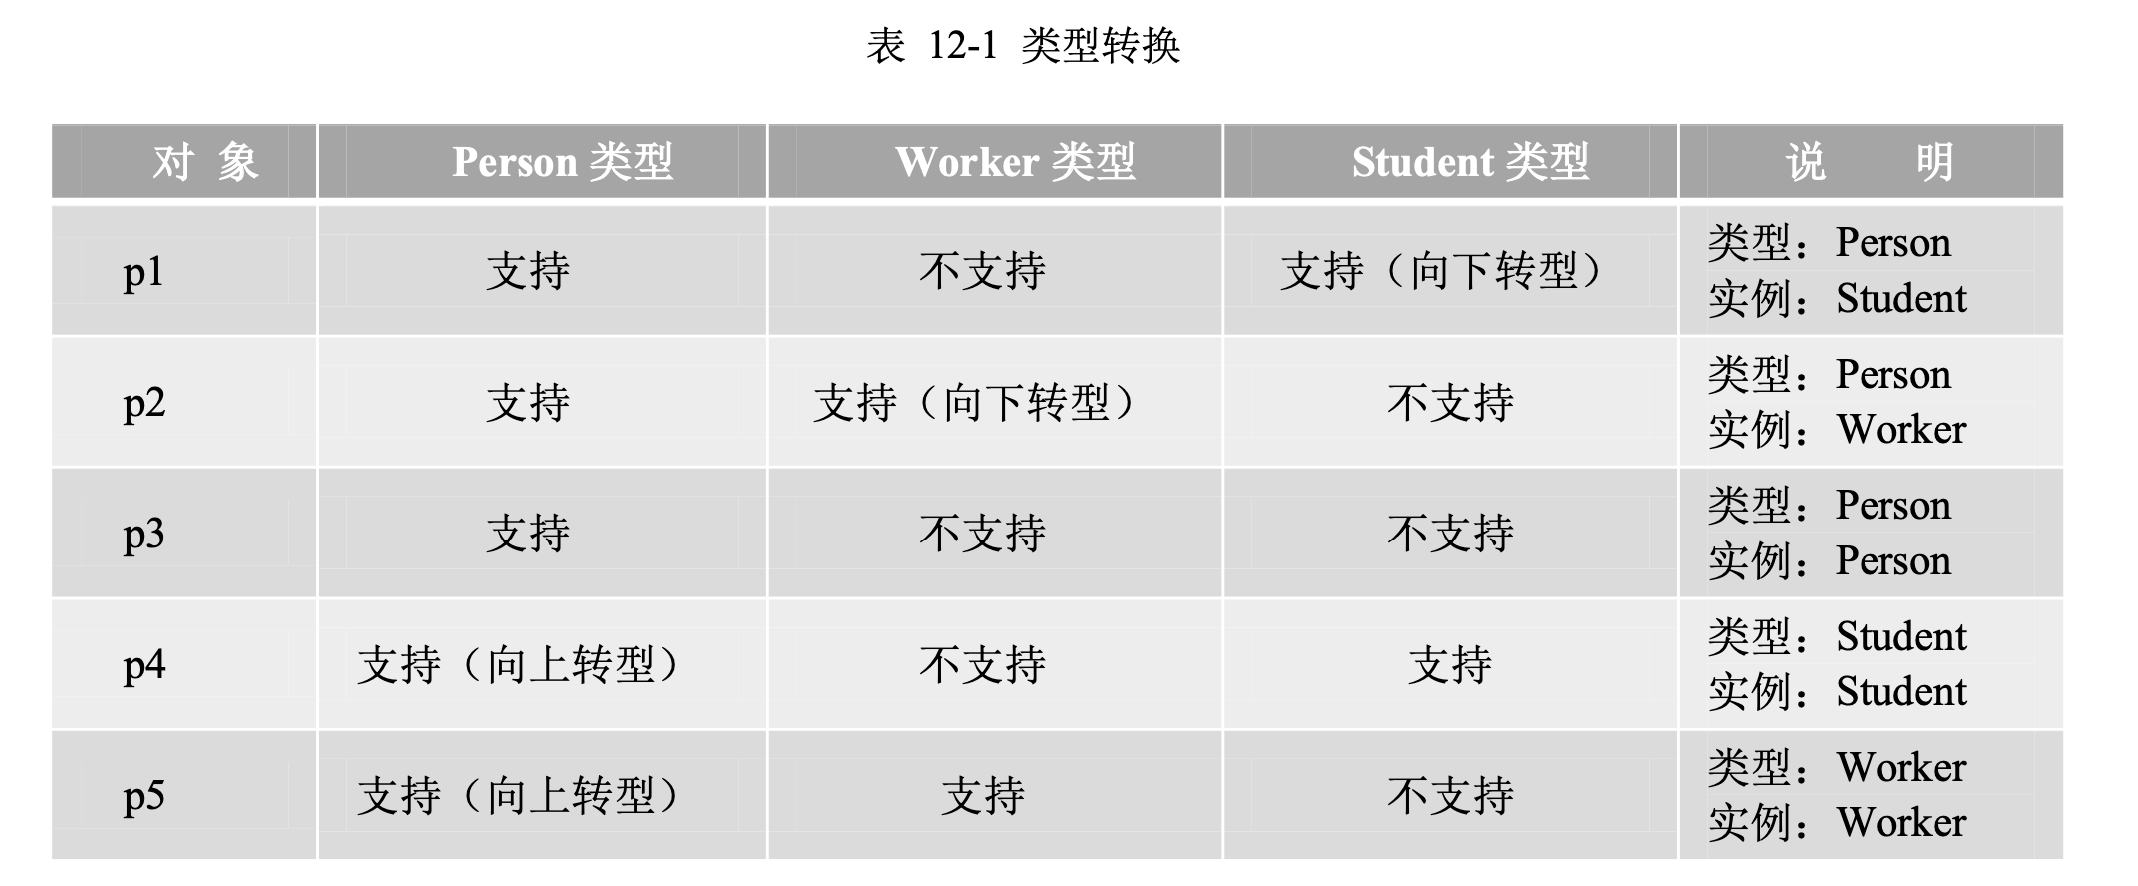 表 12-1 类型转换
对 象 Person 类型 Worker 类型 Student 类型 说 明
p1 支持 不支持 支持（向下转型） 类型：Person
实例：Student
p2 支持 支持（向下转型） 不支持 类型：Person
实例：Worker
p3 支持 不支持 不支持 类型：Person
实例：Person
p4 支持（向上转型） 不支持 支持 类型：Student
实例：Student
p5 支持（向上转型） 支持 不支持 类型：Worker
实例：Worker